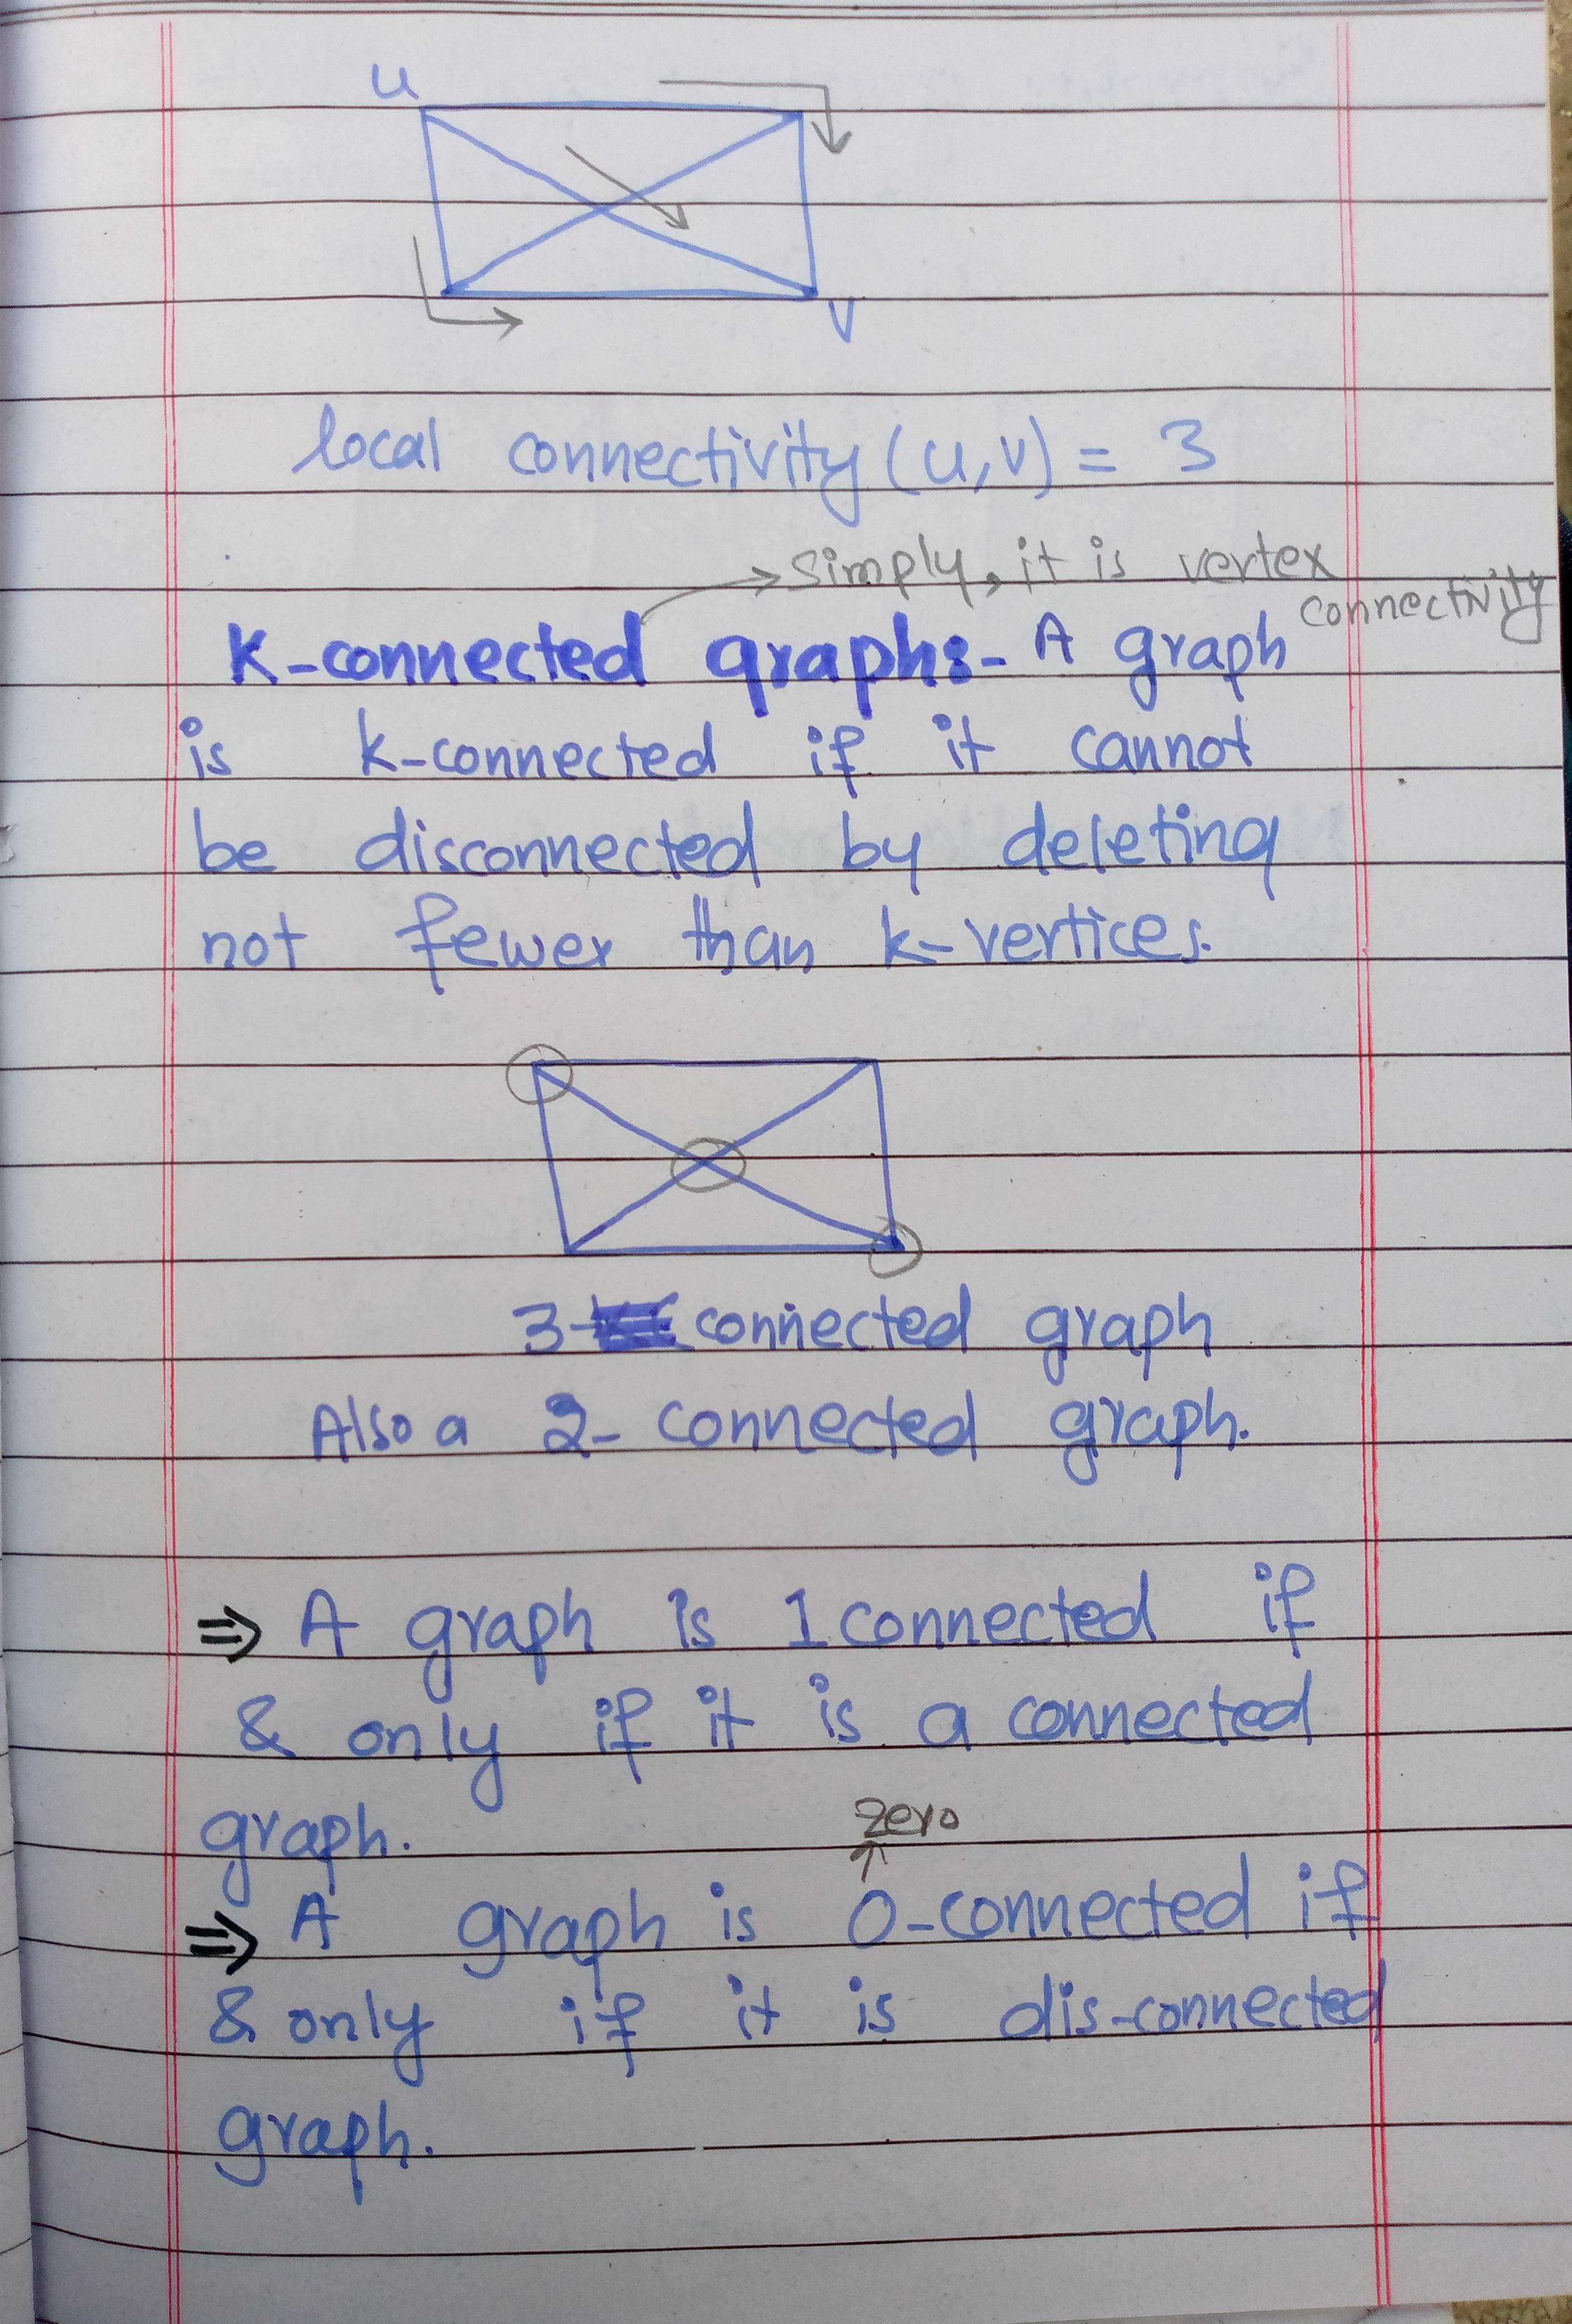 u
v
local connectivity (u,v) = 3
→ simply, it is vertex
connectivity
K-connected graphs- A graph
is k-connected if it cannot
be disconnected by deleting
not fewer than k-vertices.
3- connected graph
Also a 2- connected graph.
⇒ A graph is 1 connected if
& only if it is a connected
graph.
zero
⇒ A graph is 0-connected if
& only if it is dis-connected
graph.